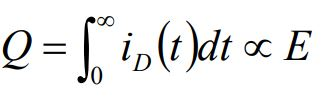 Q = ∫₀^∞ i_D(t)dt ∝ E